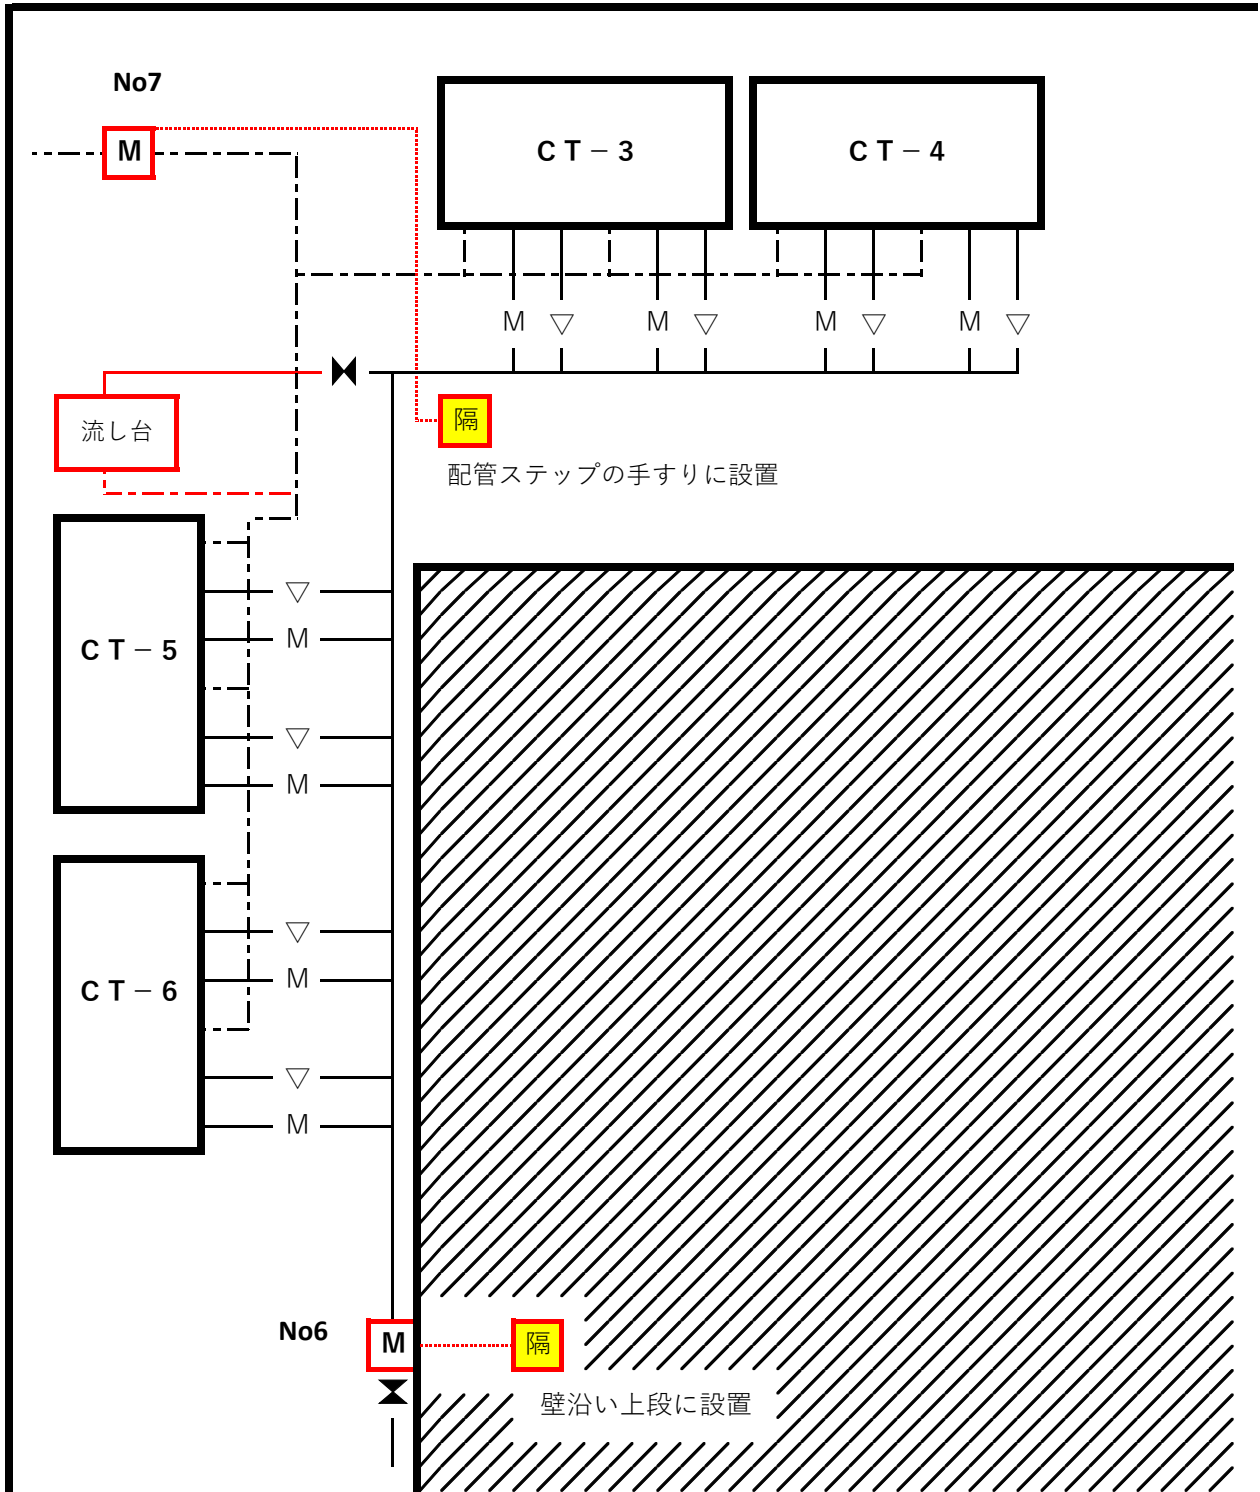 No7
M
CT－3
CT－4
M ▽ M ▽ M ▽ M ▽
流し台
隔
配管ステップの手すりに設置
▽
CT－5
M
▽
M
▽
CT－6
M
▽
M
No6
M
隔
壁沿い上段に設置